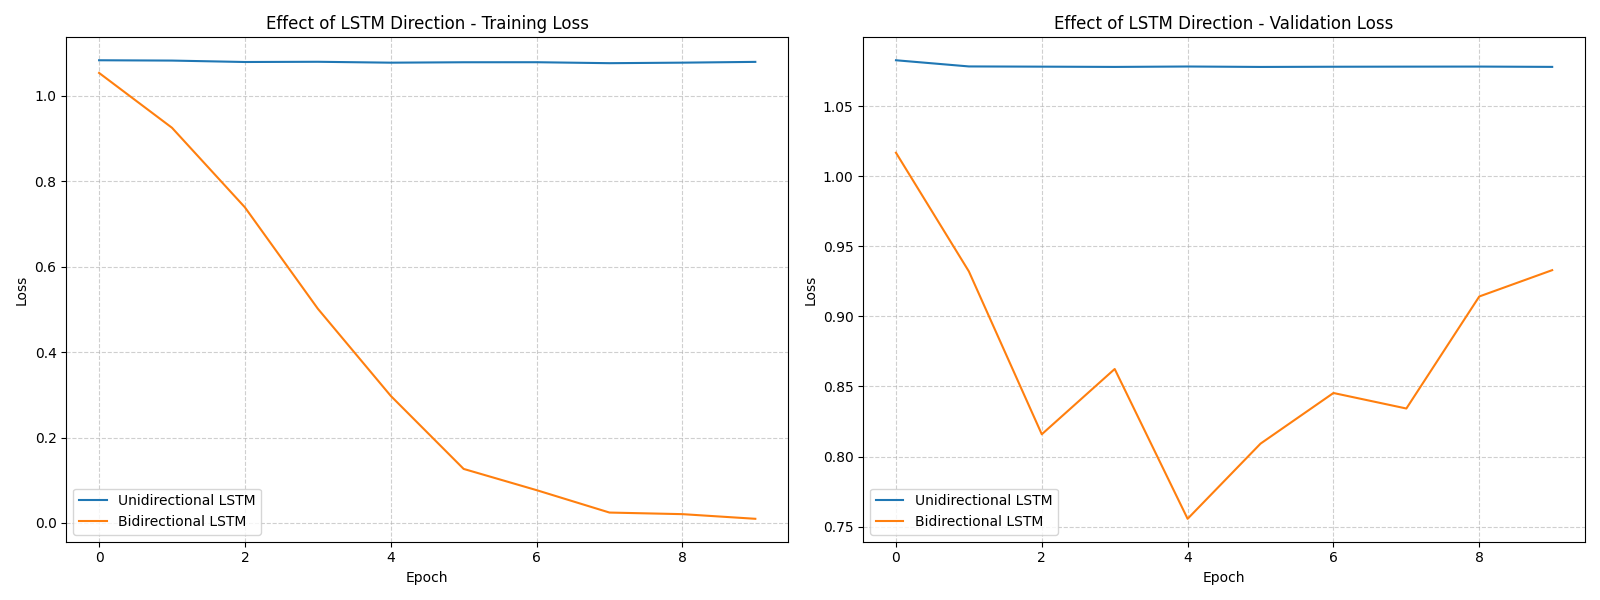 Effect of LSTM Direction - Training Loss
1.0
0.8
0.6
0.4
0.2
0.0
Loss
Unidirectional LSTM
Bidirectional LSTM
0 2 4 6 8
Epoch
Effect of LSTM Direction - Validation Loss
1.05
1.00
0.95
0.90
0.85
0.80
0.75
Loss
Unidirectional LSTM
Bidirectional LSTM
0 2 4 6 8
Epoch